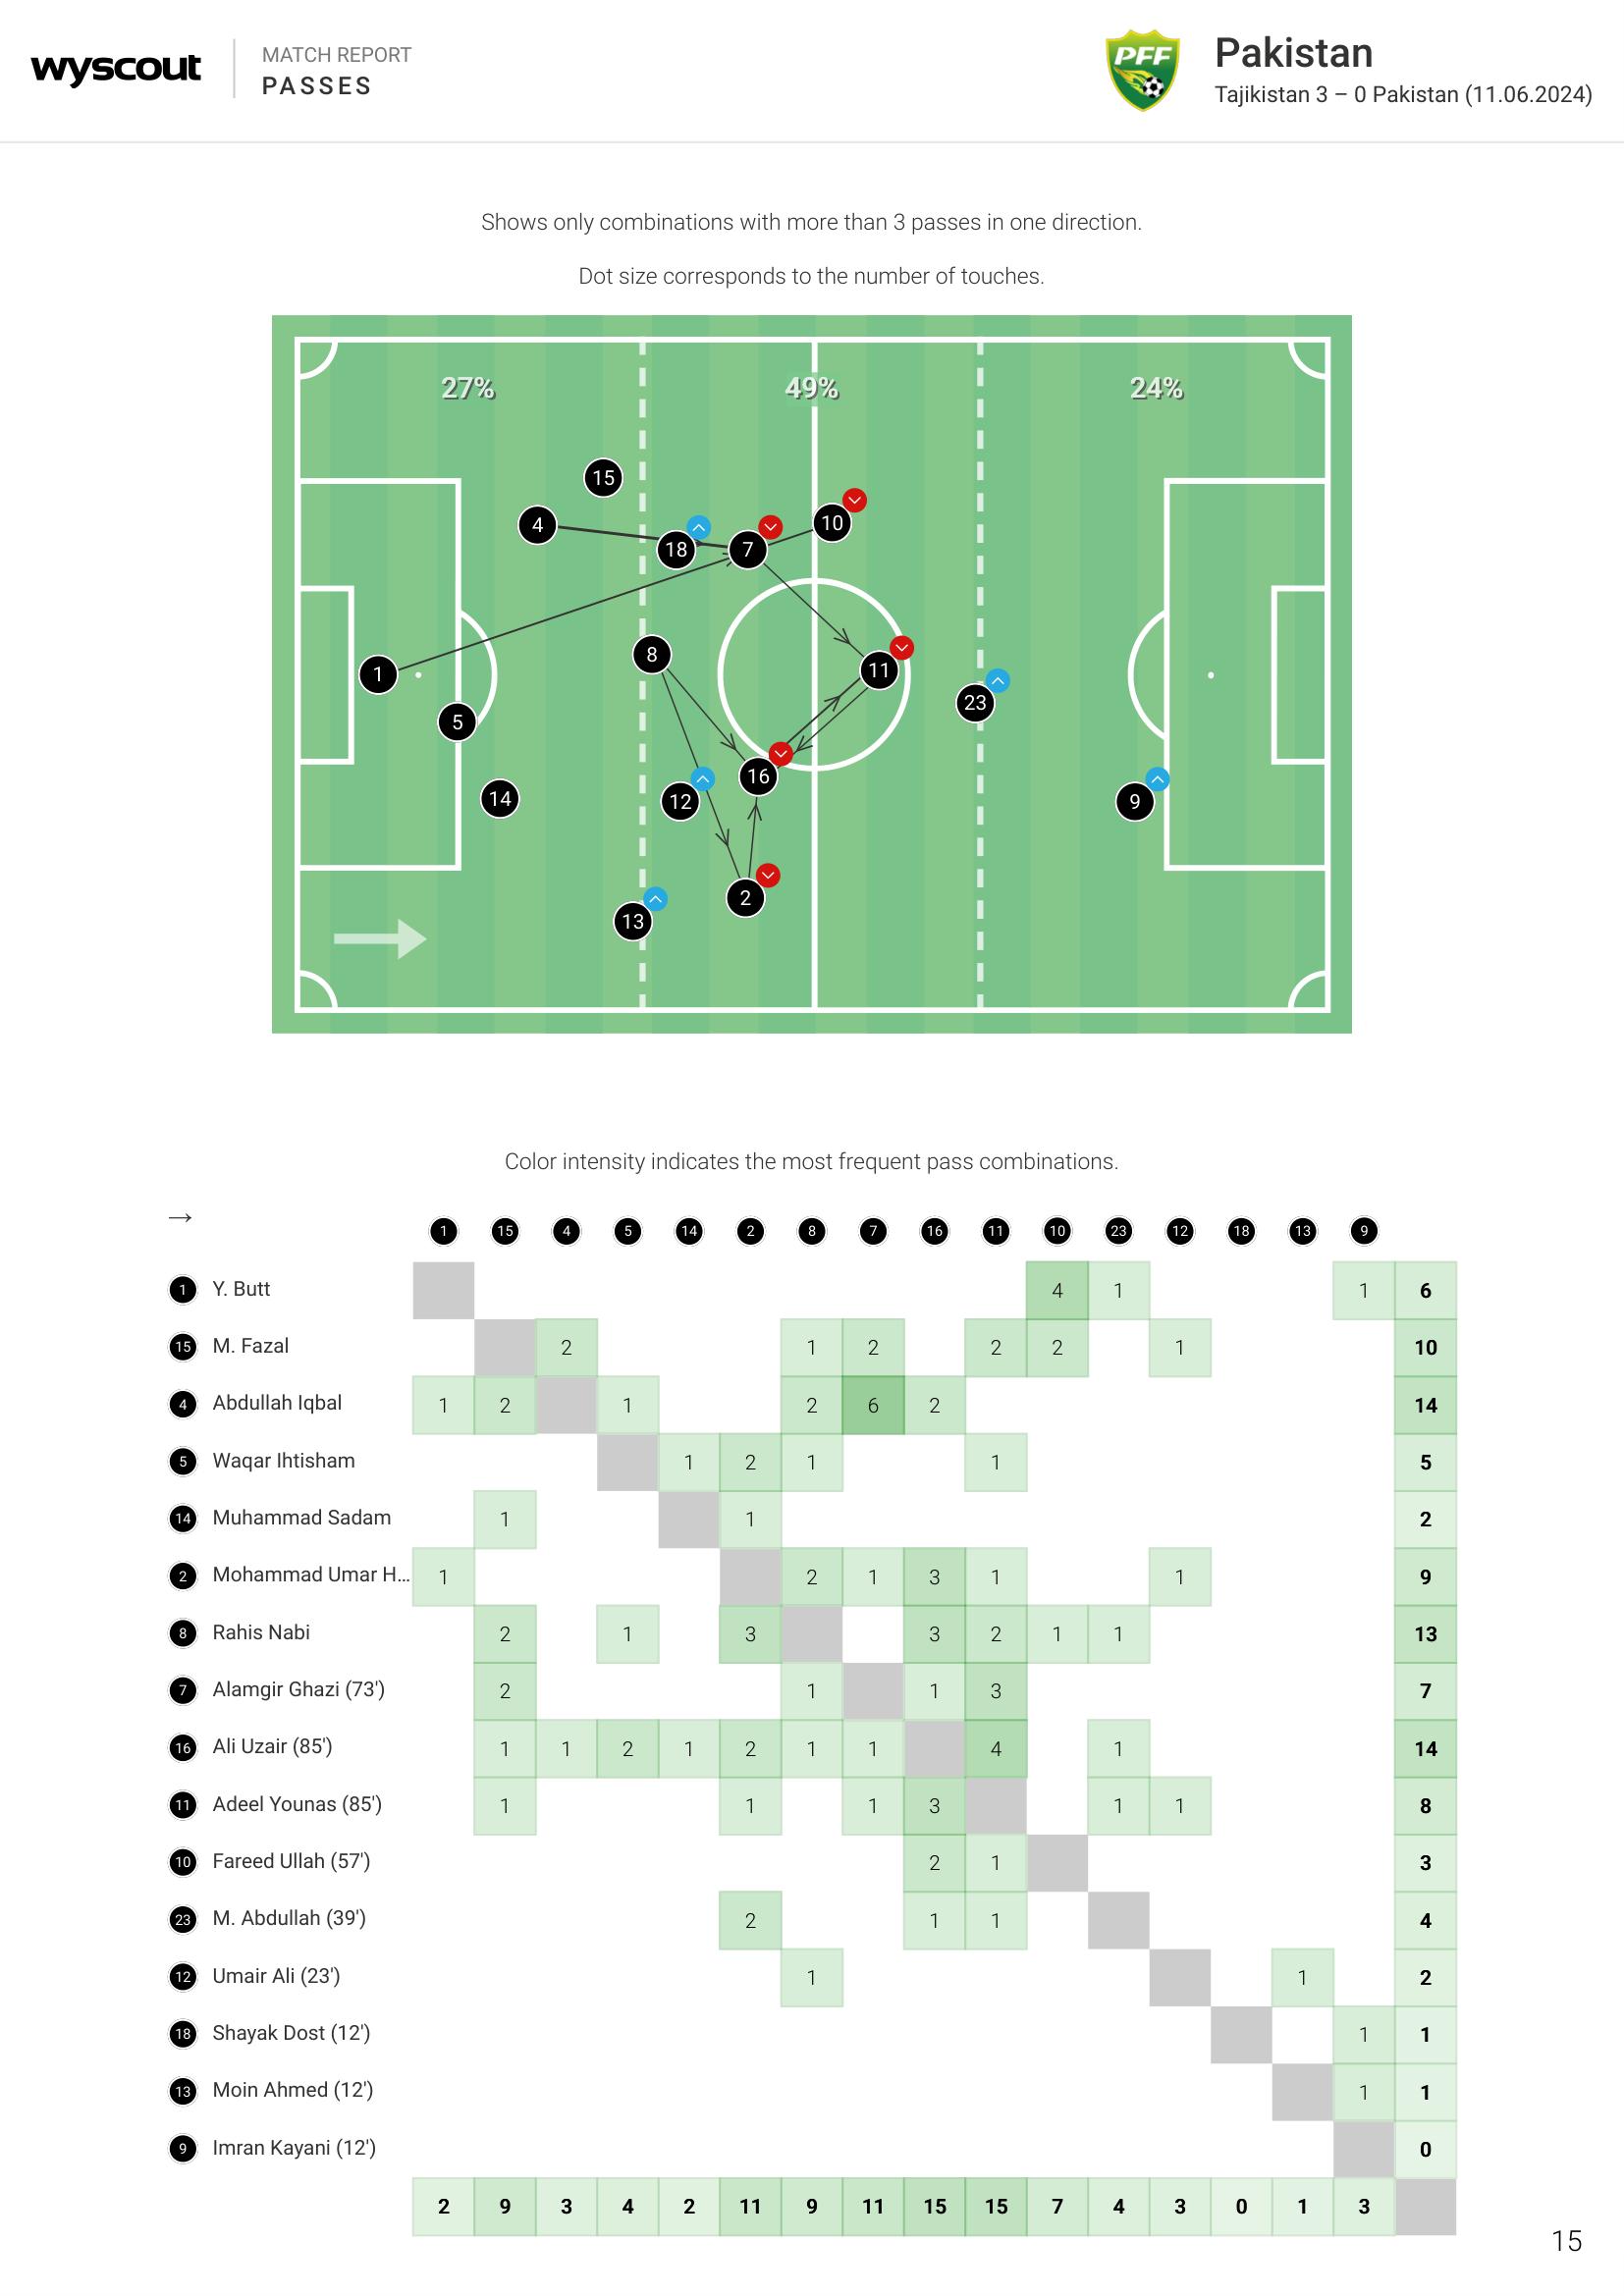 wyscout
MATCH REPORT
PASSES
PFF
Pakistan
Tajikistan 3 – 0 Pakistan (11.06.2024)
Shows only combinations with more than 3 passes in one direction.
Dot size corresponds to the number of touches.
27% 49% 24%
15
4 10
18 7
8
1 11
5 23
16
14 12 9
2
13
Color intensity indicates the most frequent pass combinations.
→ 1 15 4 5 14 2 8 7 16 11 10 23 12 18 13 9
1 Y. Butt 4 1 1 6
15 M. Fazal 2 1 2 2 2 1 10
4 Abdullah Iqbal 1 2 1 2 6 2 14
5 Waqar Ihtisham 1 2 1 1 5
14 Muhammad Sadam 1 1 2
2 Mohammad Umar H... 1 2 1 3 1 1 9
8 Rahis Nabi 2 1 3 3 2 1 1 13
7 Alamgir Ghazi (73') 2 1 1 3 7
16 Ali Uzair (85') 1 1 2 1 2 1 1 4 1 14
11 Adeel Younas (85') 1 1 1 3 1 1 8
10 Fareed Ullah (57') 2 1 3
23 M. Abdullah (39') 2 1 1 4
12 Umair Ali (23') 1 1 2
18 Shayak Dost (12') 1 1
13 Moin Ahmed (12') 1 1
9 Imran Kayani (12') 0
2 9 3 4 2 11 9 11 15 15 7 4 3 0 1 3
15